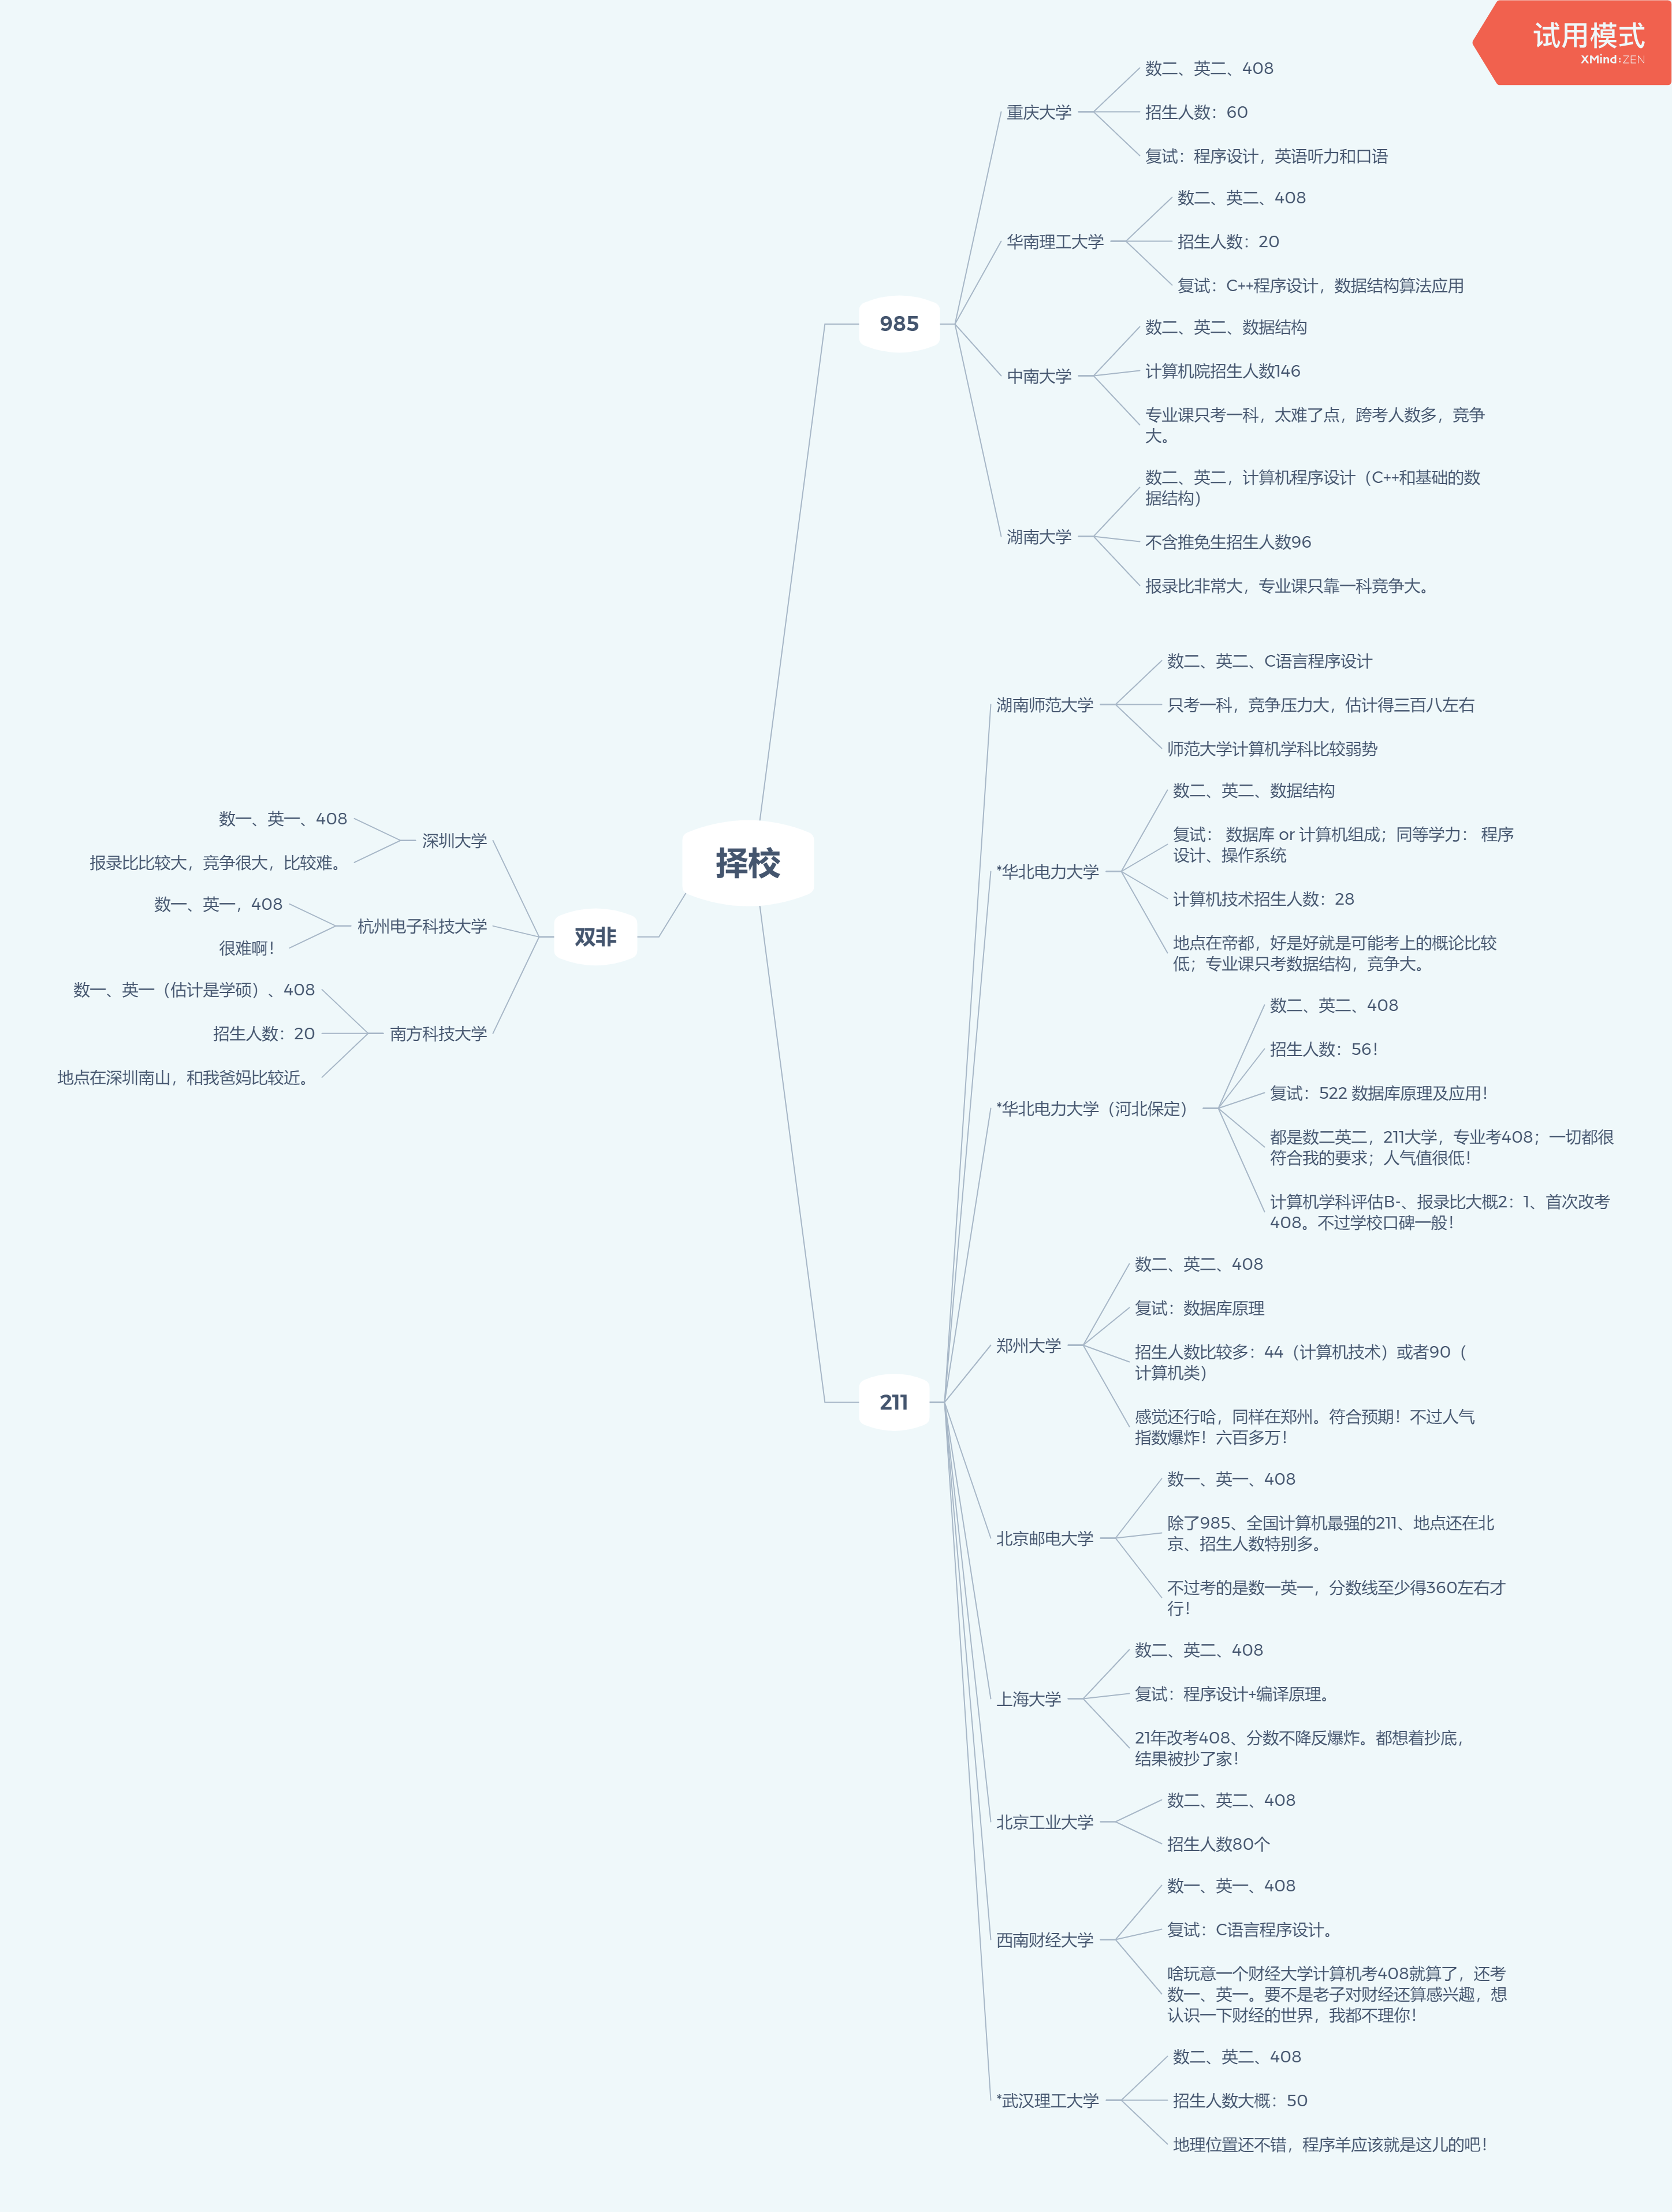 试用模式
XMind:ZEN
择校
985
重庆大学
数二、英二、408
招生人数：60
复试：程序设计，英语听力和口语
华南理工大学
数二、英二、408
招生人数：20
复试：C++程序设计，数据结构算法应用
中南大学
数二、英二、数据结构
计算机院招生人数146
专业课只考一科，太难了点，跨考人数多，竞争
大。
湖南大学
数二、英二，计算机程序设计（C++和基础的数
据结构）
不含推免生招生人数96
报录比非常大，专业课只靠一科竞争大。
211
湖南师范大学
数二、英二、C语言程序设计
只考一科，竞争压力大，估计得三百八左右
师范大学计算机学科比较弱势
*华北电力大学
数二、英二、数据结构
复试： 数据库 or 计算机组成；同等学力： 程序
设计、操作系统
计算机技术招生人数：28
地点在帝都，好是好就是可能考上的概论比较
低；专业课只考数据结构，竞争大。
*华北电力大学（河北保定）
数二、英二、408
招生人数：56！
复试：522 数据库原理及应用！
都是数二英二，211大学，专业考408；一切都很
符合我的要求；人气值很低！
计算机学科评估B-、报录比大概2：1、首次改考
408。不过学校口碑一般！
郑州大学
数二、英二、408
复试：数据库原理
招生人数比较多：44（计算机技术）或者90（
计算机类）
感觉还行哈，同样在郑州。符合预期！不过人气
指数爆炸！六百多万！
北京邮电大学
数一、英一、408
除了985、全国计算机最强的211、地点还在北
京、招生人数特别多。
不过考的是数一英一，分数线至少得360左右才
行！
上海大学
数二、英二、408
复试：程序设计+编译原理。
21年改考408、分数不降反爆炸。都想着抄底，
结果被抄了家！
北京工业大学
数二、英二、408
招生人数80个
西南财经大学
数一、英一、408
复试：C语言程序设计。
啥玩意一个财经大学计算机考408就算了，还考
数一、英一。要不是老子对财经还算感兴趣，想
认识一下财经的世界，我都不理你！
*武汉理工大学
数二、英二、408
招生人数大概：50
地理位置还不错，程序羊应该就是这儿的吧！
双非
深圳大学
数一、英一、408
报录比比较大，竞争很大，比较难。
杭州电子科技大学
数一、英一，408
很难啊！
南方科技大学
数一、英一（估计是学硕）、408
招生人数：20
地点在深圳南山，和我爸妈比较近。